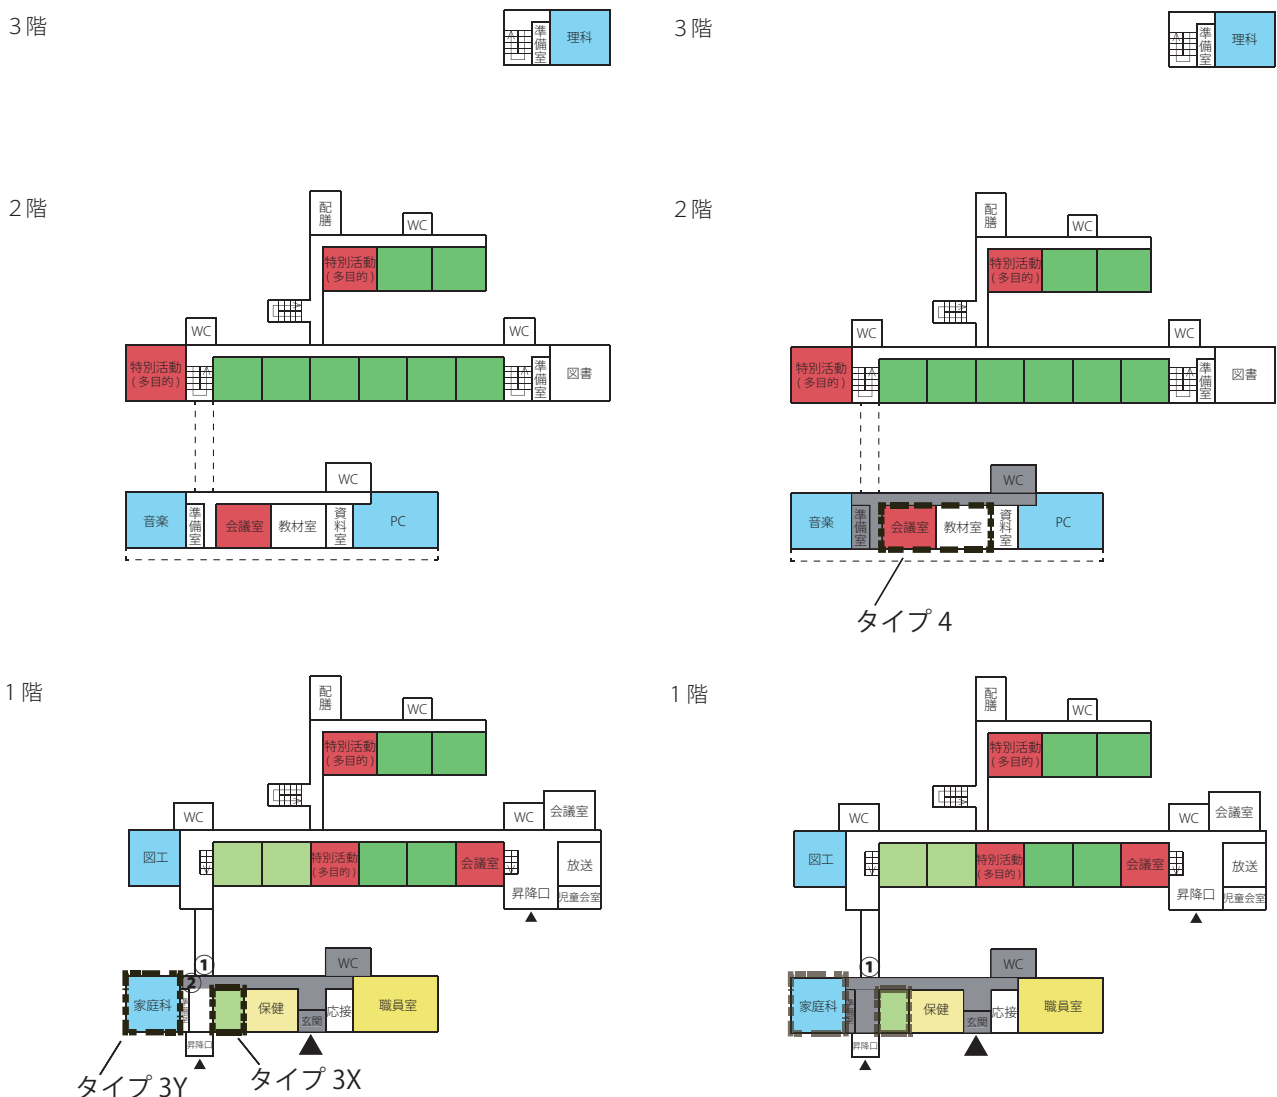 3階
準備室
理科
3階
準備室
理科
2階
配膳
WC
特別活動
(多目的)
WC
WC
特別活動
(多目的)
準備室
図書
WC
音楽
準備室
会議室
教材室
資料室
PC
2階
配膳
WC
特別活動
(多目的)
WC
WC
特別活動
(多目的)
準備室
図書
WC
音楽
準備室
会議室
教材室
資料室
PC
タイプ 4
1階
配膳
WC
特別活動
(多目的)
WC
WC
会議室
図工
特別活動
(多目的)
会議室
放送
昇降口
児童会室
①
WC
②
家庭科
保健
玄関
応接
職員室
昇降口
タイプ 3Y
タイプ 3X
1階
配膳
WC
特別活動
(多目的)
WC
WC
会議室
図工
特別活動
(多目的)
会議室
放送
昇降口
児童会室
①
WC
家庭科
保健
玄関
応接
職員室
昇降口